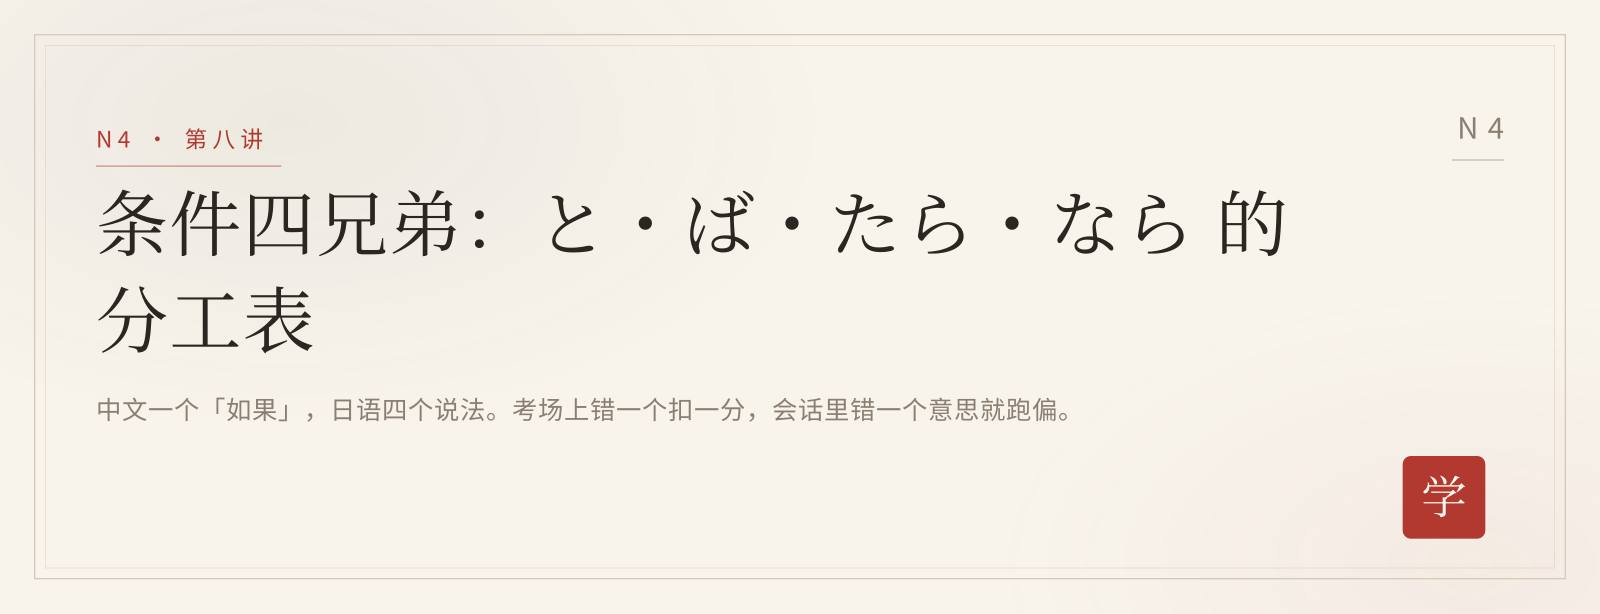 N4 · 第八讲
N4
条件四兄弟：と・ば・たら・なら 的
分工表
中文一个「如果」，日语四个说法。考场上错一个扣一分，会话里错一个意思就跑偏。
学